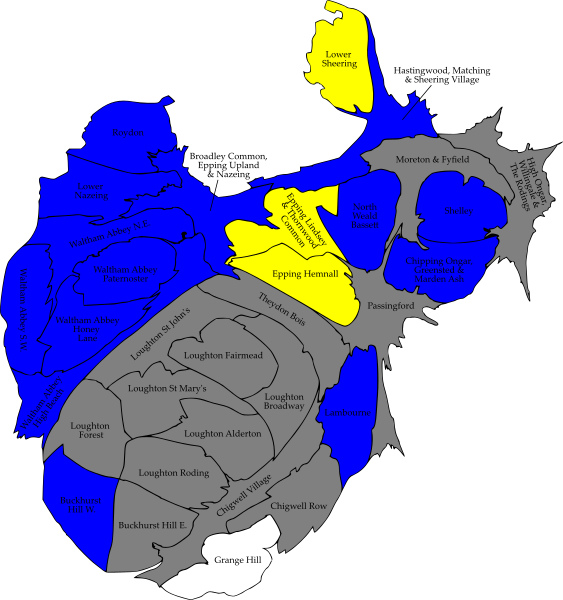 Lower
Sheering
Hastingwood, Matching
& Sheering Village
Roydon
Broadley Common,
Epping Upland
& Nazeing
Moreton & Fyfield
High Ongar,
Willingale &
The Rodings
Lower
Nazeing
Epping Lindsey
& Thornwood
Common
North
Weald
Bassett
Shelley
Waltham Abbey N.E.
Waltham Abbey
Paternoster
Epping Hemnall
Chipping Ongar,
Greensted &
Marden Ash
Waltham Abbey S.W.
Waltham Abbey
Honey
Lane
Theydon Bois
Passingford
Loughton St John's
Loughton Fairmead
Waltham Abbey
High Beach
Loughton St Mary's
Loughton
Broadway
Lambourne
Loughton
Forest
Loughton Alderton
Loughton Roding
Chigwell Village
Buckhurst
Hill W.
Chigwell Row
Buckhurst Hill E.
Grange Hill